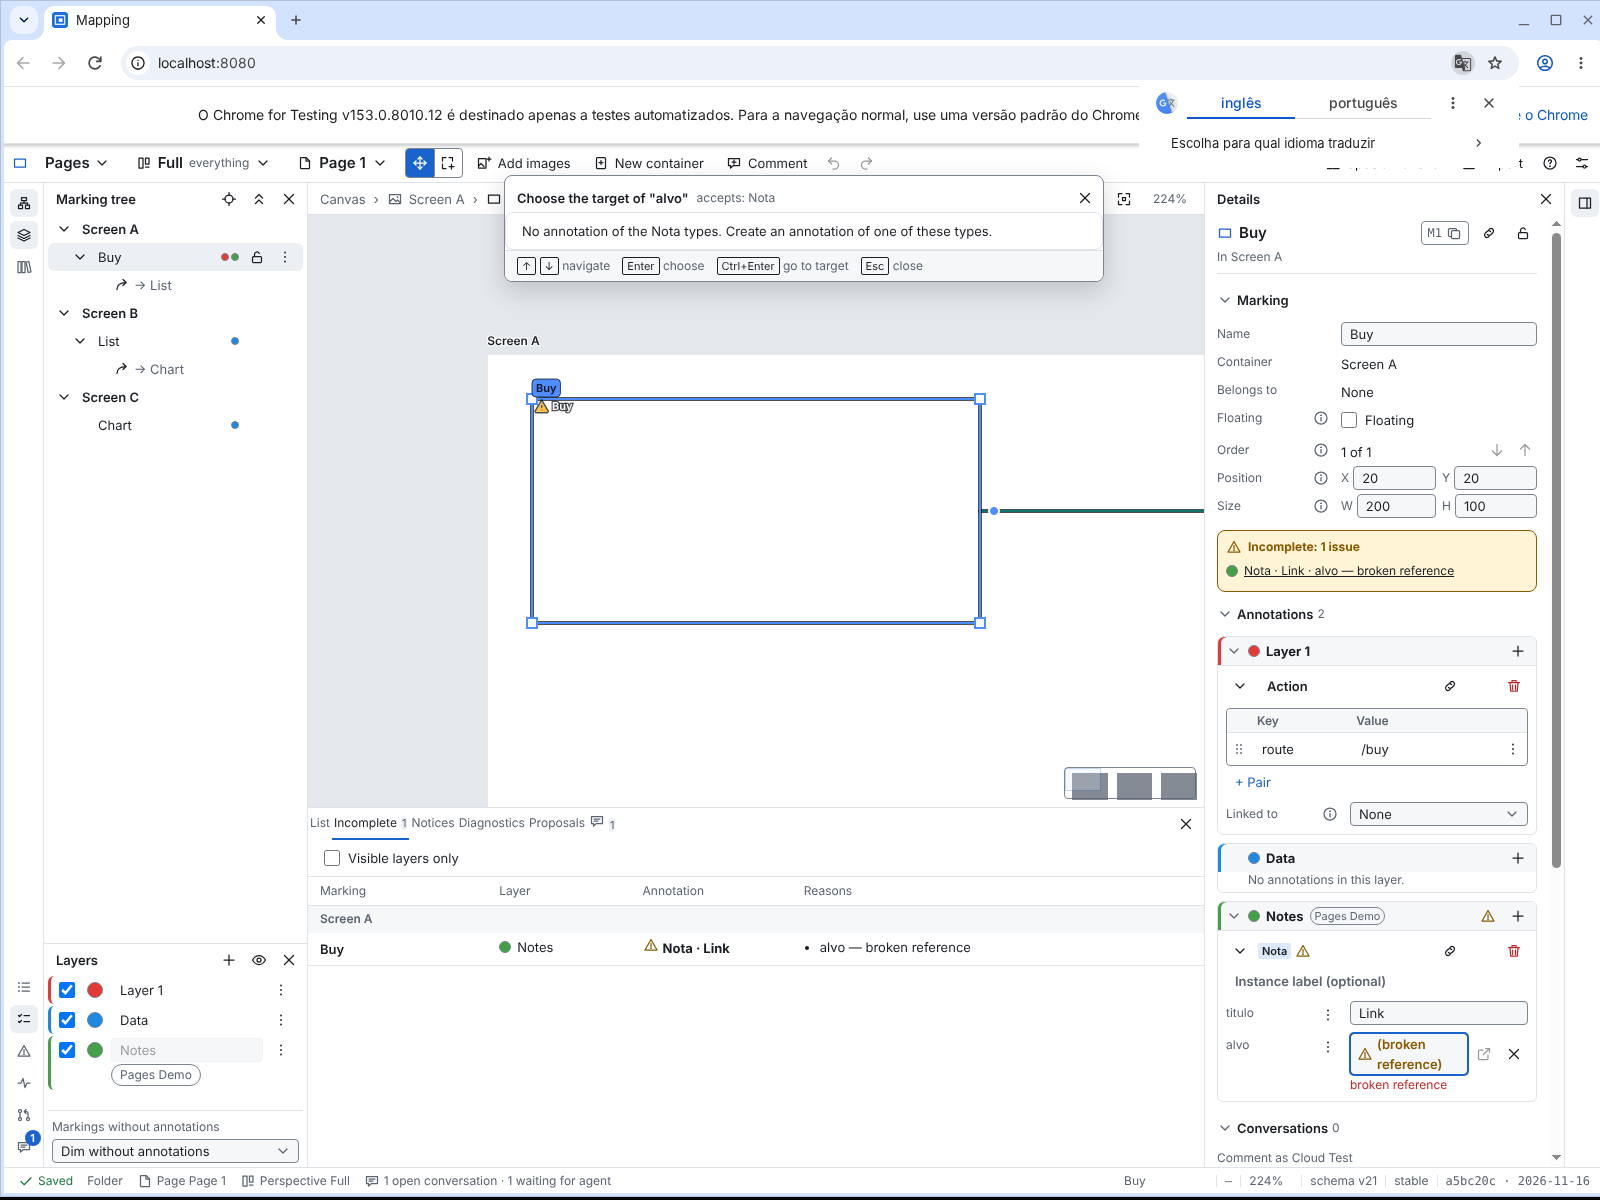 Mapping
localhost:8080
O Chrome for Testing v153.0.8010.12 é destinado apenas a testes automatizados. Para a navegação normal, use uma versão padrão do Chrome
e o Chrome
inglês
português
Escolha para qual idioma traduzir
Pages
Full everything
Page 1
Add images
New container
Comment
Marking tree
Screen A
Buy
→ List
Screen B
List
→ Chart
Screen C
Chart
Canvas
Screen A
224%
Choose the target of "alvo" accepts: Nota
No annotation of the Nota types. Create an annotation of one of these types.
↑ ↓ navigate Enter choose Ctrl+Enter go to target Esc close
Screen A
Buy
Buy
List Incomplete 1 Notices Diagnostics Proposals 1
Visible layers only
Marking Layer Annotation Reasons
Screen A
Buy Notes Nota · Link • alvo — broken reference
Layers
Layer 1
Data
Notes
Pages Demo
Markings without annotations
Dim without annotations
1
Details
Buy
M1
In Screen A
Marking
Name Buy
Container Screen A
Belongs to None
Floating Floating
Order 1 of 1
Position X 20 Y 20
Size W 200 H 100
Incomplete: 1 issue
Nota · Link · alvo — broken reference
Annotations 2
Layer 1
Action
Key Value
route /buy
+ Pair
Linked to None
Data
No annotations in this layer.
Notes Pages Demo
Nota
Instance label (optional)
titulo Link
alvo (broken reference)
broken reference
Conversations 0
Comment as Cloud Test
Saved Folder Page Page 1 Perspective Full 1 open conversation · 1 waiting for agent Buy – 224% schema v21 stable a5bc20c · 2026-11-16